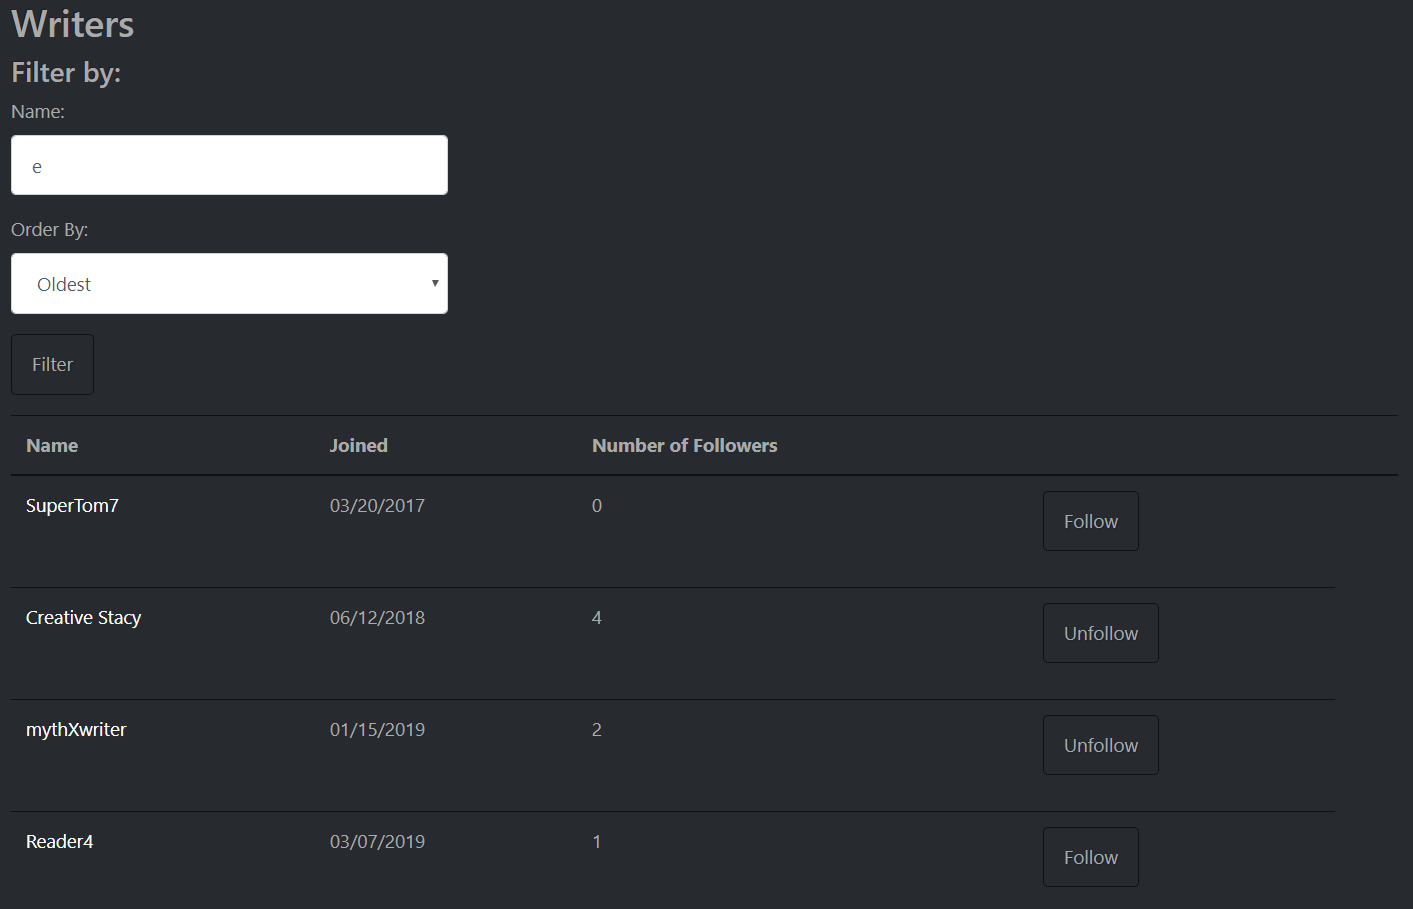 Writers
Filter by:
Name:
e
Order By:
Oldest
Filter
Name Joined Number of Followers
SuperTom7 03/20/2017 0 Follow
Creative Stacy 06/12/2018 4 Unfollow
mythXwriter 01/15/2019 2 Unfollow
Reader4 03/07/2019 1 Follow